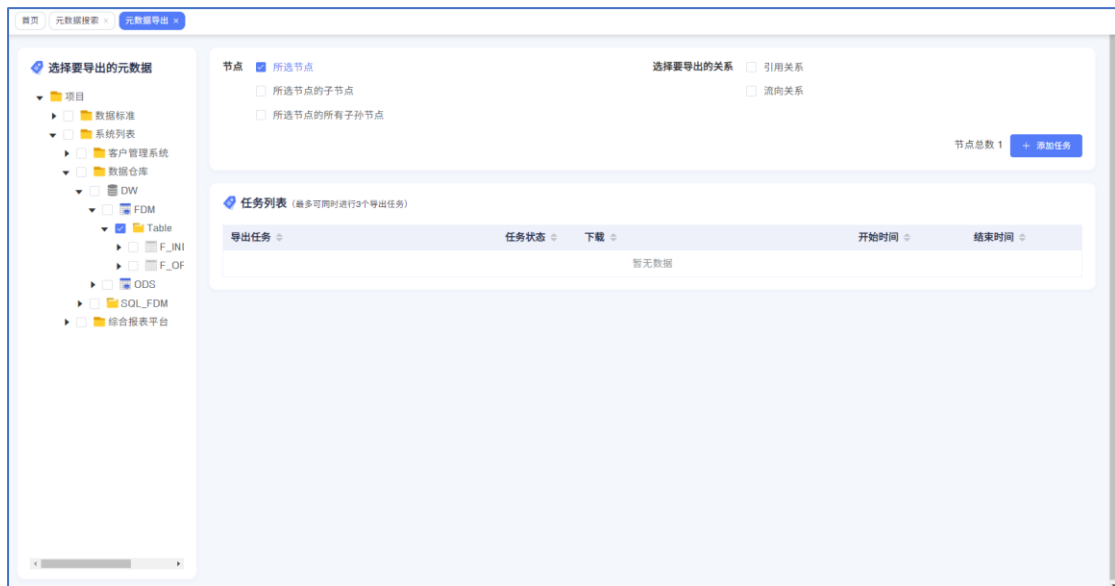 首页 元数据搜索 × 元数据导出 ×
选择要导出的元数据
项目
数据标准
系统列表
客户管理系统
数据仓库
DW
FDM
Table
F_INI
F_OF
ODS
SQL_FDM
综合报表平台
节点 所选节点 选择要导出的关系 引用关系
所选节点的子节点 流向关系
所选节点的所有子孙节点
节点总数 1 + 添加任务
任务列表 (最多可同时进行3个导出任务)
导出任务 任务状态 下载 开始时间 结束时间
暂无数据